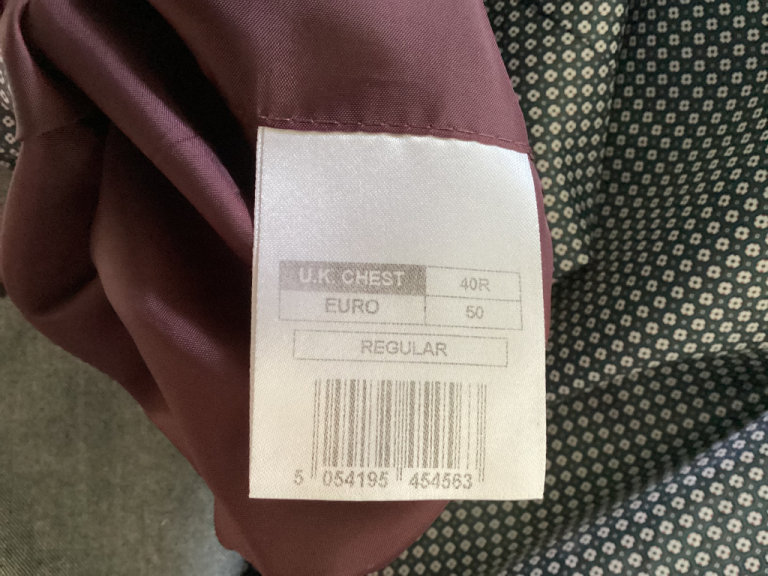 U.K. CHEST 40R
EURO 50
REGULAR
5 054195 454563